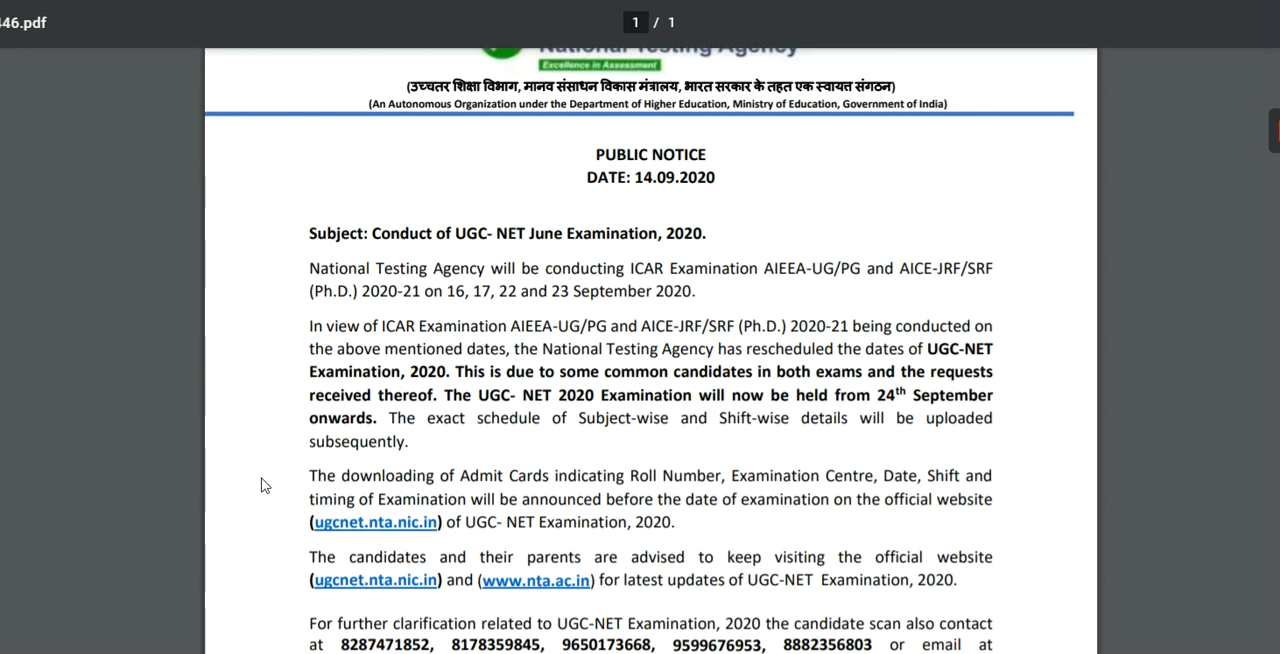 46.pdf
1 / 1
National Testing Agency
Excellence in Assessment
(उच्चतर शिक्षा विभाग, मानव संसाधन विकास मंत्रालय, भारत सरकार के तहत एक स्वायत्त संगठन)
(An Autonomous Organization under the Department of Higher Education, Ministry of Education, Government of India)
PUBLIC NOTICE
DATE: 14.09.2020
Subject: Conduct of UGC- NET June Examination, 2020.
National Testing Agency will be conducting ICAR Examination AIEEA-UG/PG and AICE-JRF/SRF
(Ph.D.) 2020-21 on 16, 17, 22 and 23 September 2020.
In view of ICAR Examination AIEEA-UG/PG and AICE-JRF/SRF (Ph.D.) 2020-21 being conducted on
the above mentioned dates, the National Testing Agency has rescheduled the dates of UGC-NET
Examination, 2020. This is due to some common candidates in both exams and the requests
received thereof. The UGC- NET 2020 Examination will now be held from 24th September
onwards. The exact schedule of Subject-wise and Shift-wise details will be uploaded
subsequently.
The downloading of Admit Cards indicating Roll Number, Examination Centre, Date, Shift and
timing of Examination will be announced before the date of examination on the official website
(ugcnet.nta.nic.in) of UGC- NET Examination, 2020.
The candidates and their parents are advised to keep visiting the official website
(ugcnet.nta.nic.in) and (www.nta.ac.in) for latest updates of UGC-NET Examination, 2020.
For further clarification related to UGC-NET Examination, 2020 the candidate scan also contact
at 8287471852, 8178359845, 9650173668, 9599676953, 8882356803 or email at